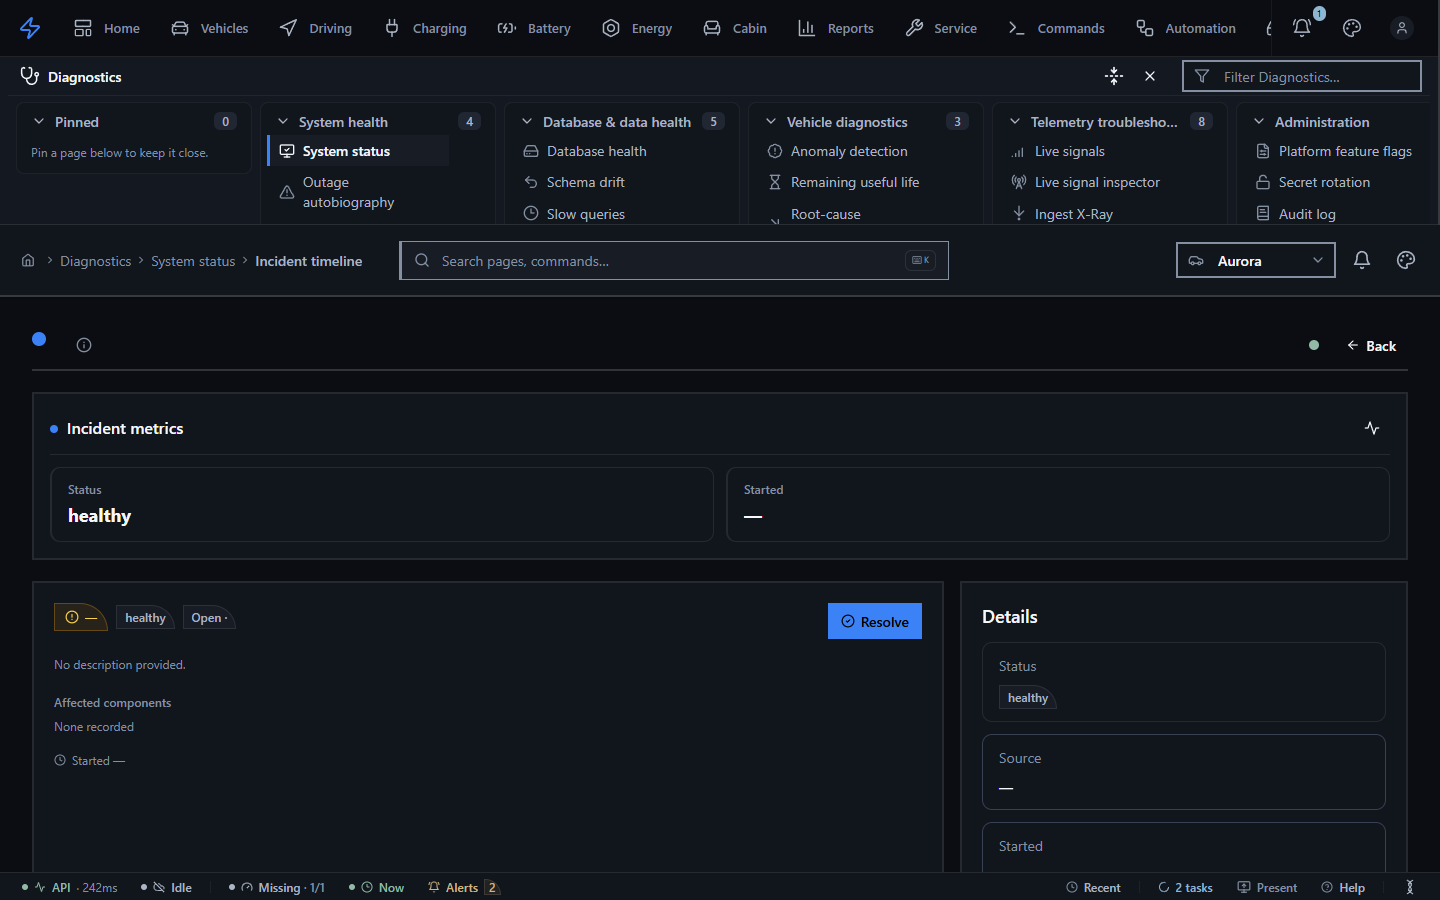 Home Vehicles Driving Charging Battery Energy Cabin Reports Service Commands Automation 1
Diagnostics Filter Diagnostics...
Pinned 0
Pin a page below to keep it close.
System health 4
System status
Outage
autobiography
Database & data health 5
Database health
Schema drift
Slow queries
Vehicle diagnostics 3
Anomaly detection
Remaining useful life
Root-cause
Telemetry troublesho... 8
Live signals
Live signal inspector
Ingest X-Ray
Administration
Platform feature flags
Secret rotation
Audit log
Diagnostics System status Incident timeline Search pages, commands... K Aurora
Back
Incident metrics
Status
healthy
Started
—
— healthy Open · Resolve
No description provided.
Affected components
None recorded
Started —
Details
Status
healthy
Source
—
Started
API · 242ms Idle Missing · 1/1 Now Alerts 2 Recent 2 tasks Present Help